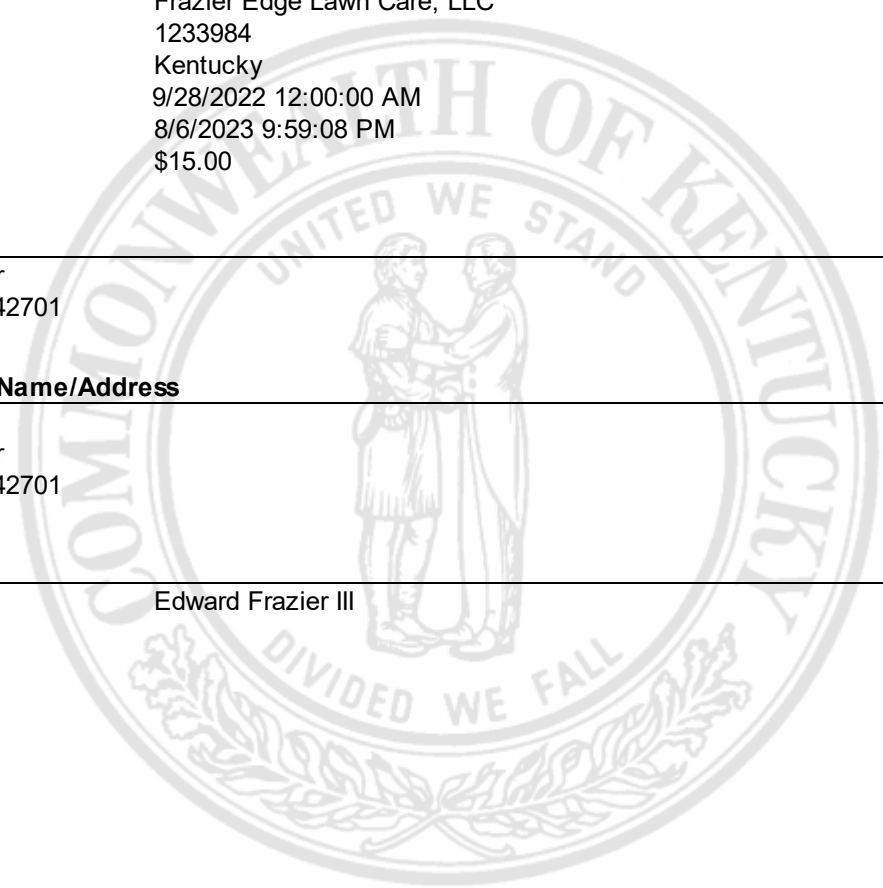 Frazier Edge Lawn Care, LLC
1233984
Kentucky
9/28/2022 12:00:00 AM
8/6/2023 9:59:08 PM
$15.00
r
42701
Name/Address
r
42701
Edward Frazier III
COMMONWEALTH OF KENTUCKY
UNITED WE STAND
DIVIDED WE FALL